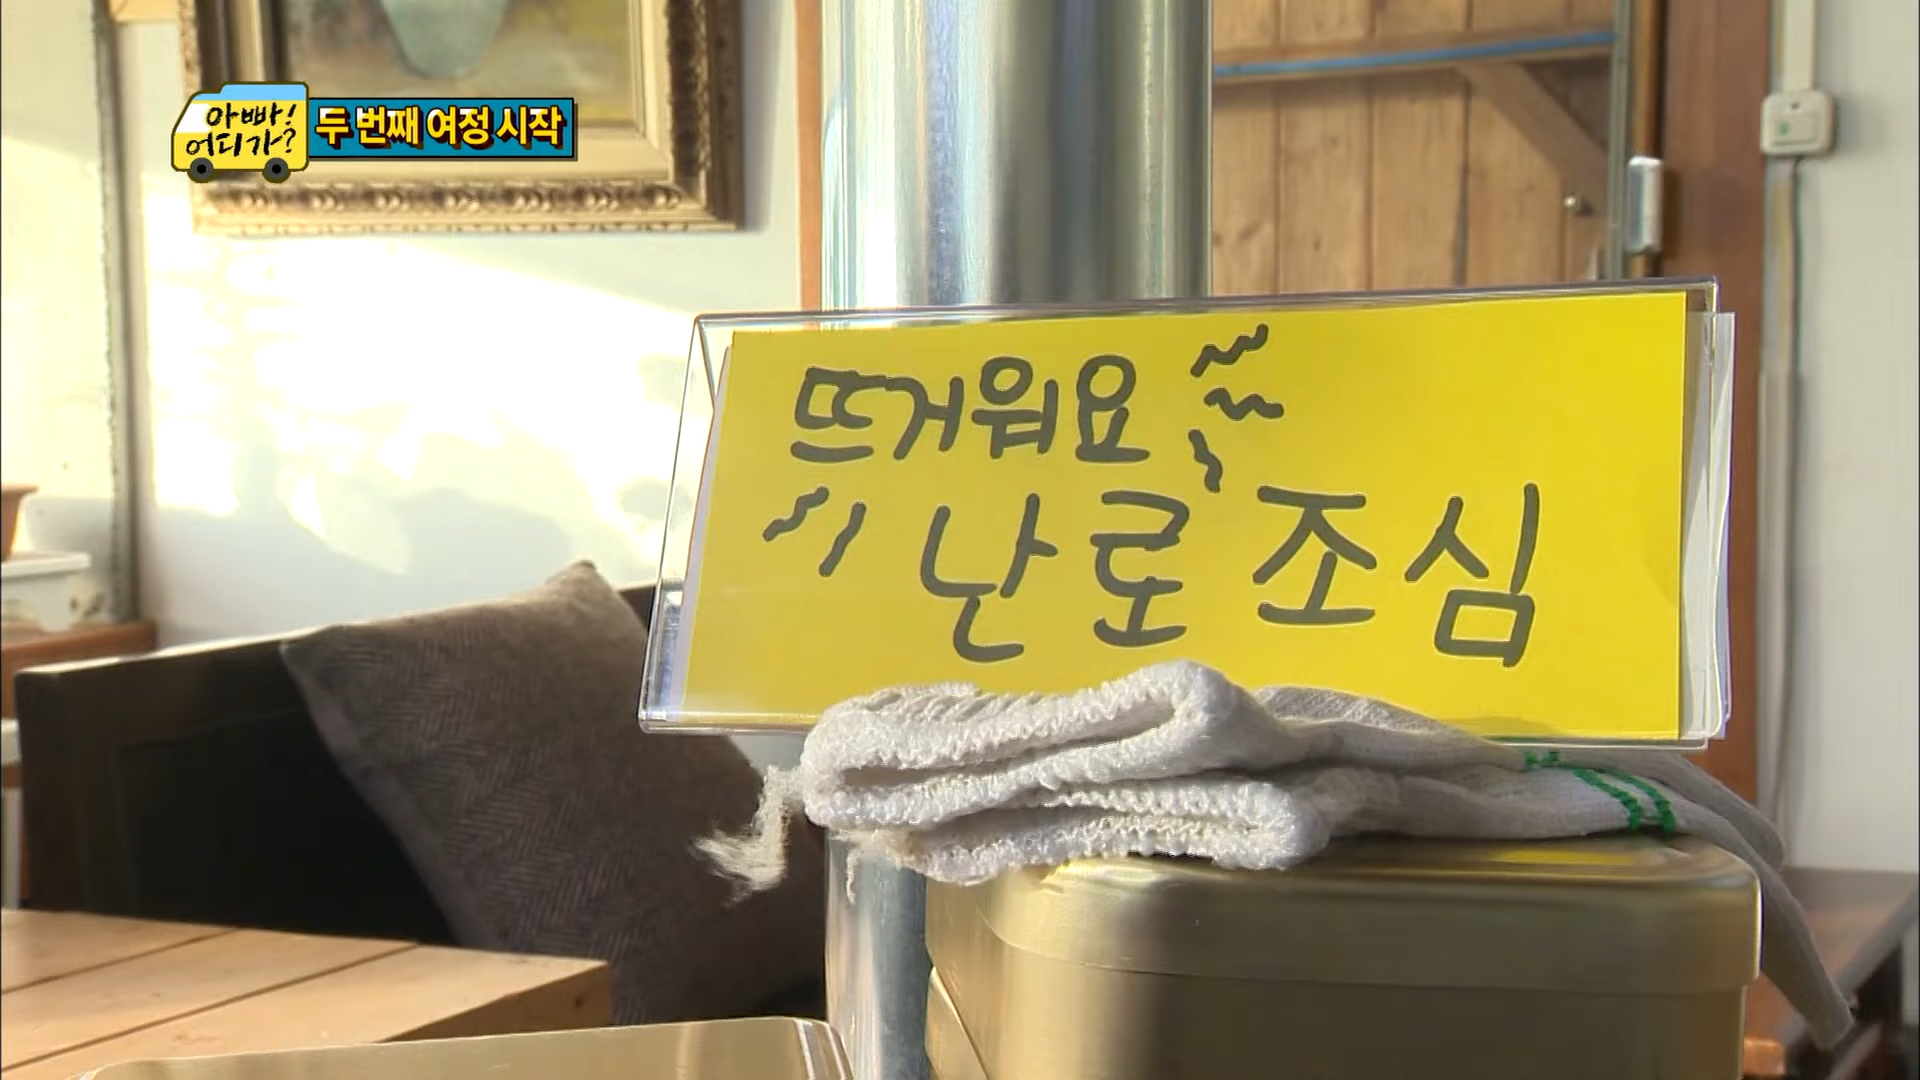 아빠!
어디가?
두 번째 여정 시작
뜨거워요
난로 조심